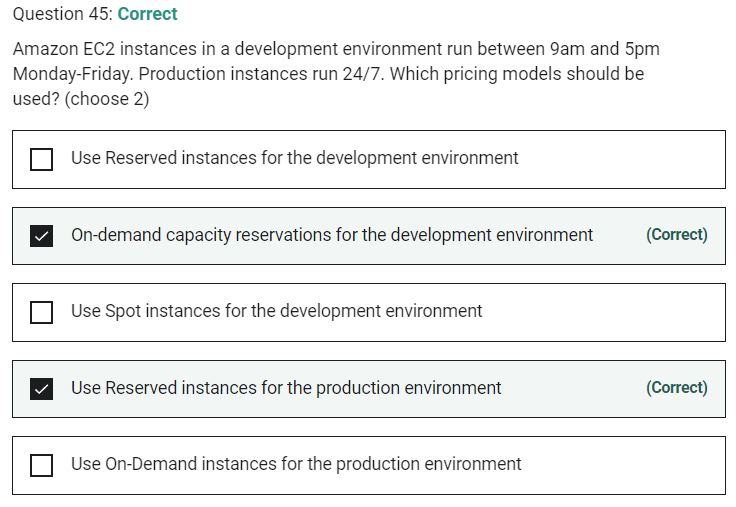 Question 45: Correct
Amazon EC2 instances in a development environment run between 9am and 5pm
Monday-Friday. Production instances run 24/7. Which pricing models should be
used? (choose 2)
Use Reserved instances for the development environment
On-demand capacity reservations for the development environment (Correct)
Use Spot instances for the development environment
Use Reserved instances for the production environment (Correct)
Use On-Demand instances for the production environment